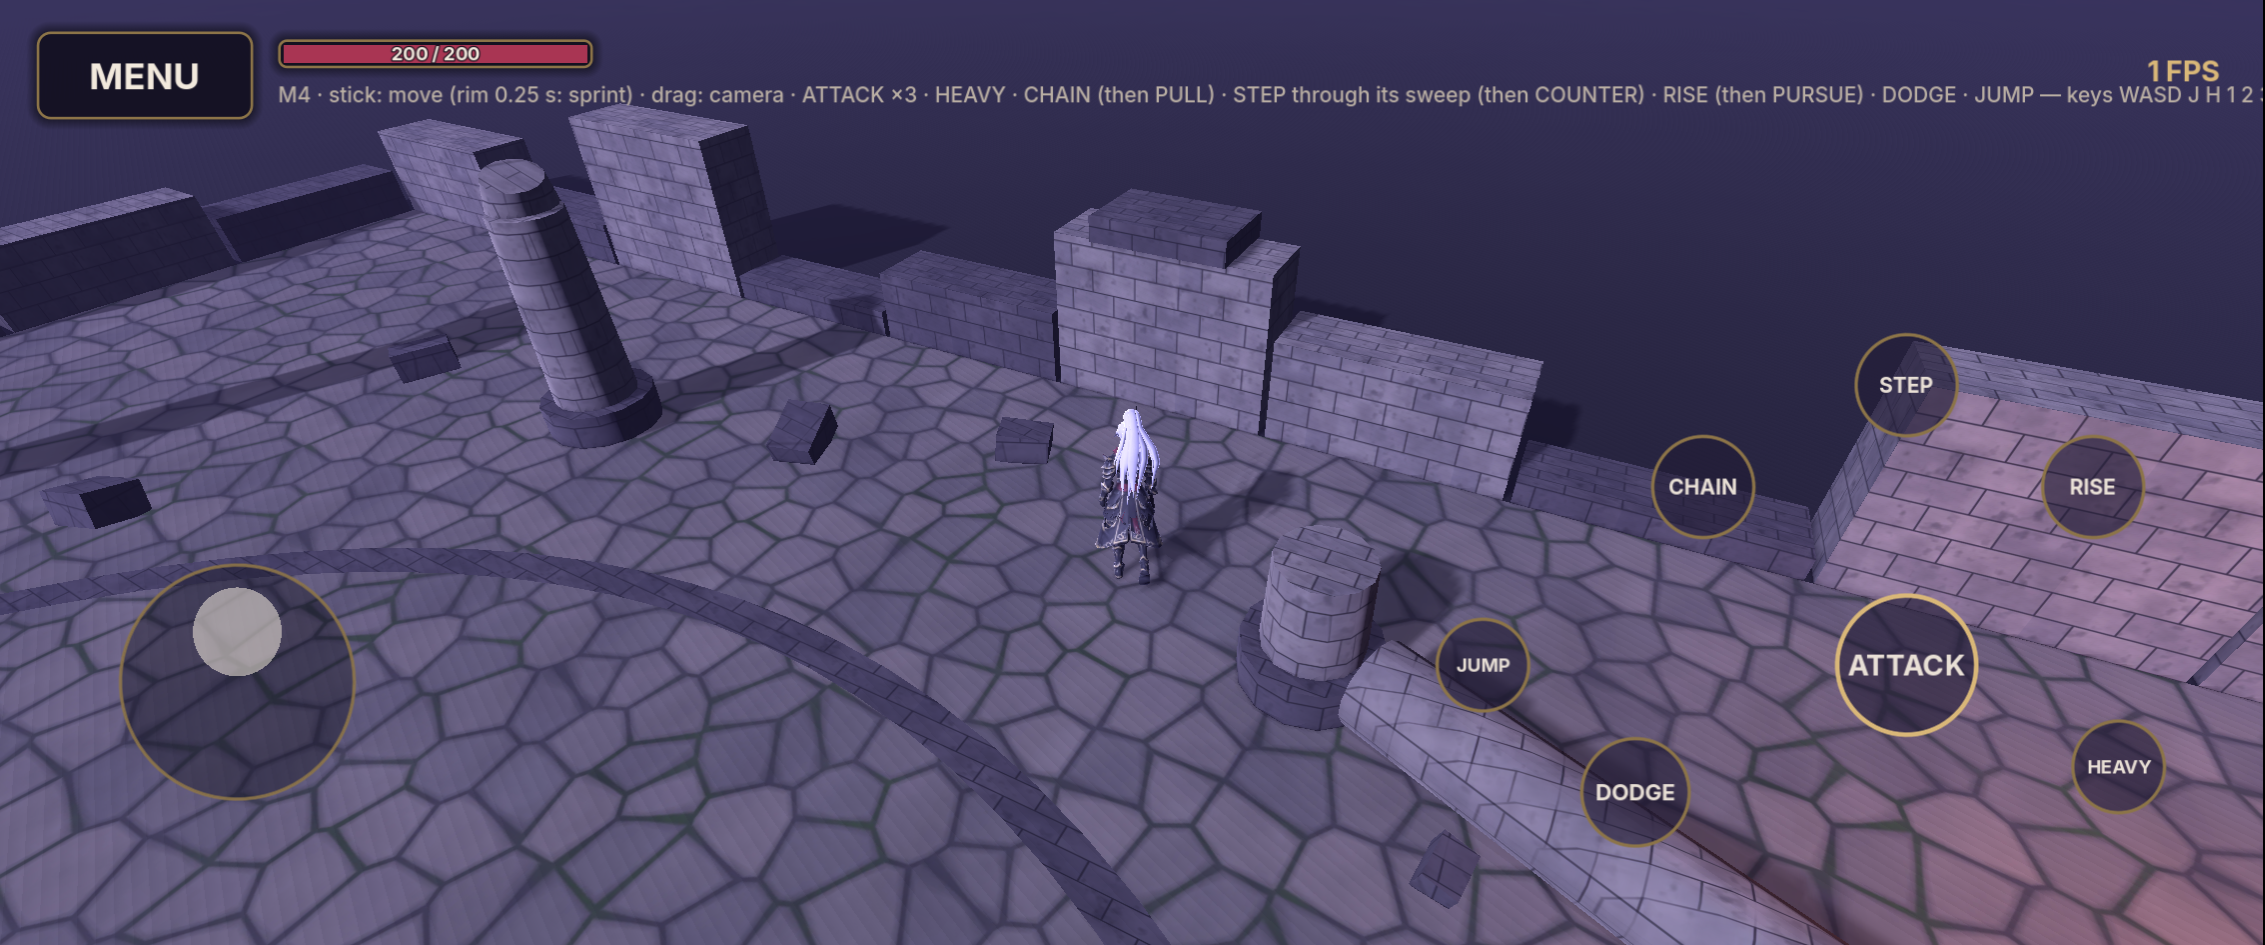 MENU
200 / 200
1 FPS
M4 · stick: move (rim 0.25 s: sprint) · drag: camera · ATTACK ×3 · HEAVY · CHAIN (then PULL) · STEP through its sweep (then COUNTER) · RISE (then PURSUE) · DODGE · JUMP — keys WASD J H 1 2
STEP
CHAIN
RISE
JUMP
ATTACK
HEAVY
DODGE